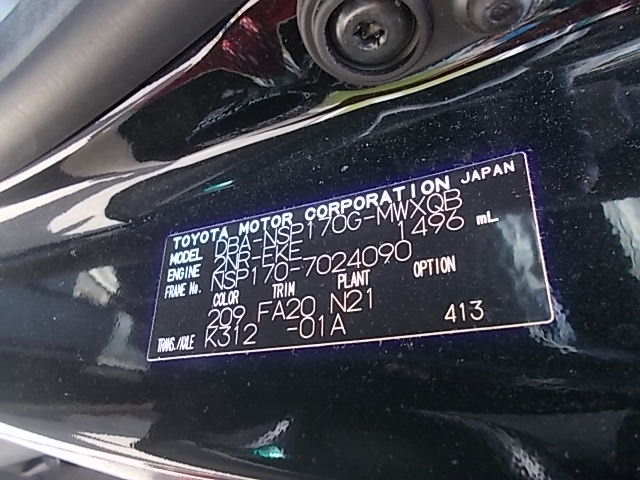 TOYOTA MOTOR CORPORATION JAPAN
MODEL DBA-NSP170G-MWXQB
ENGINE 2NR-FKE 1496 mL
FRAME No. NSP170-7024090
COLOR TRIM PLANT OPTION
209 FA20 N21
TRANS./AXLE K312 -01A 413